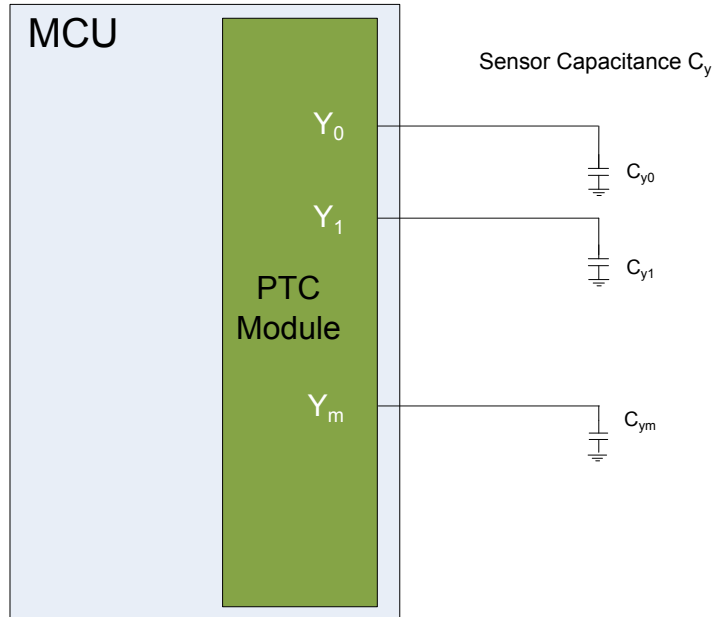 MCU
Sensor Capacitance Cy
Y0
Cy0
Y1
Cy1
PTC
Module
Ym
Cym